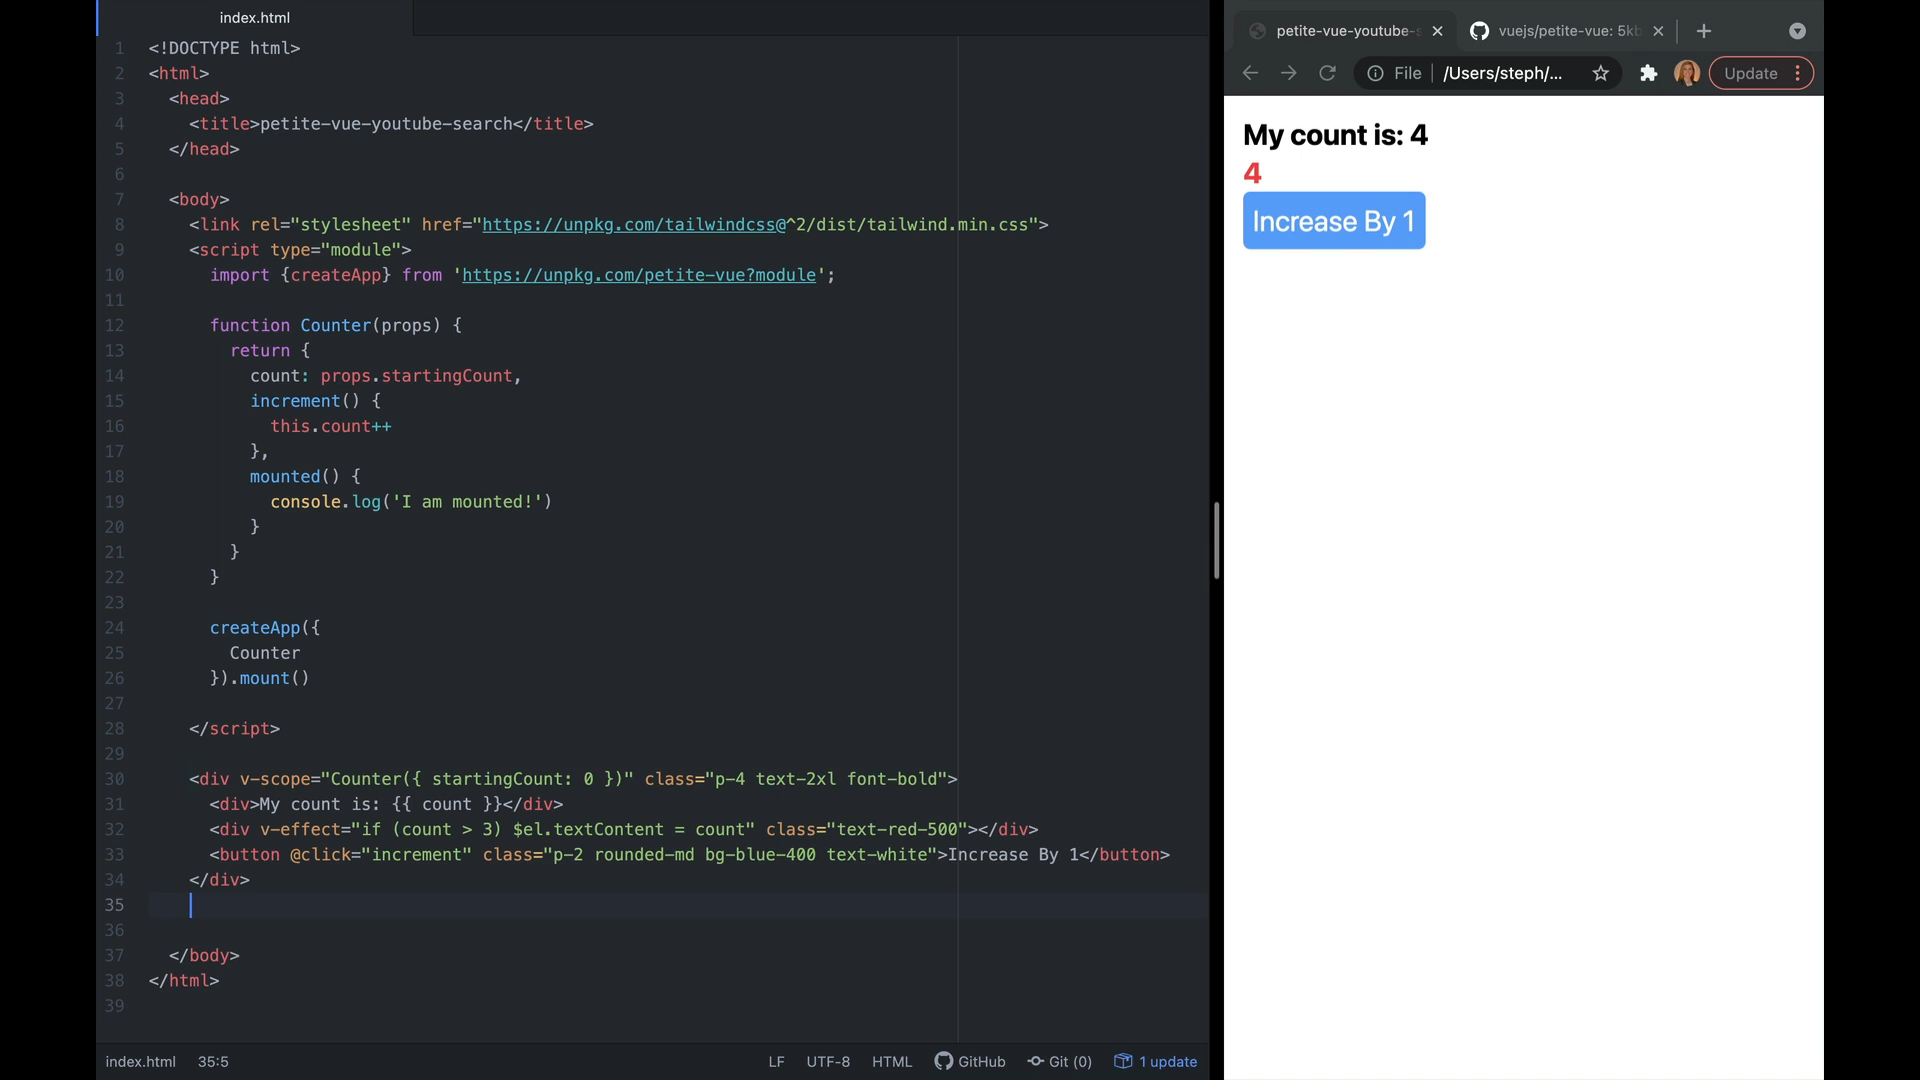 index.html
1 <!DOCTYPE html>
2 <html>
3 <head>
4 <title>petite-vue-youtube-search</title>
5 </head>
6
7 <body>
8 <link rel="stylesheet" href="https://unpkg.com/tailwindcss@^2/dist/tailwind.min.css">
9 <script type="module">
10 import {createApp} from 'https://unpkg.com/petite-vue?module';
11
12 function Counter(props) {
13 return {
14 count: props.startingCount,
15 increment() {
16 this.count++
17 },
18 mounted() {
19 console.log('I am mounted!')
20 }
21 }
22 }
23
24 createApp({
25 Counter
26 }).mount()
27
28 </script>
29
30 <div v-scope="Counter({ startingCount: 0 })" class="p-4 text-2xl font-bold">
31 <div>My count is: {{ count }}</div>
32 <div v-effect="if (count > 3) $el.textContent = count" class="text-red-500"></div>
33 <button @click="increment" class="p-2 rounded-md bg-blue-400 text-white">Increase By 1</button>
34 </div>
35
36
37 </body>
38 </html>
39
index.html 35:5 LF UTF-8 HTML GitHub Git (0) 1 update
petite-vue-youtube-s vuejs/petite-vue: 5kb
File /Users/steph/... Update
My count is: 4
4
Increase By 1